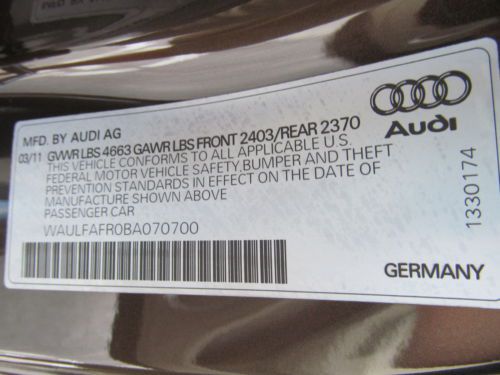 MFD. BY AUDI AG
03/11 GVWR LBS 4663 GAWR LBS FRONT 2403/REAR 2370
THIS VEHICLE CONFORMS TO ALL APPLICABLE U.S.
FEDERAL MOTOR VEHICLE SAFETY, BUMPER AND THEFT
PREVENTION STANDARDS IN EFFECT ON THE DATE OF
MANUFACTURE SHOWN ABOVE
PASSENGER CAR
WAULFAFR0BA070700
Audi
1330174
GERMANY